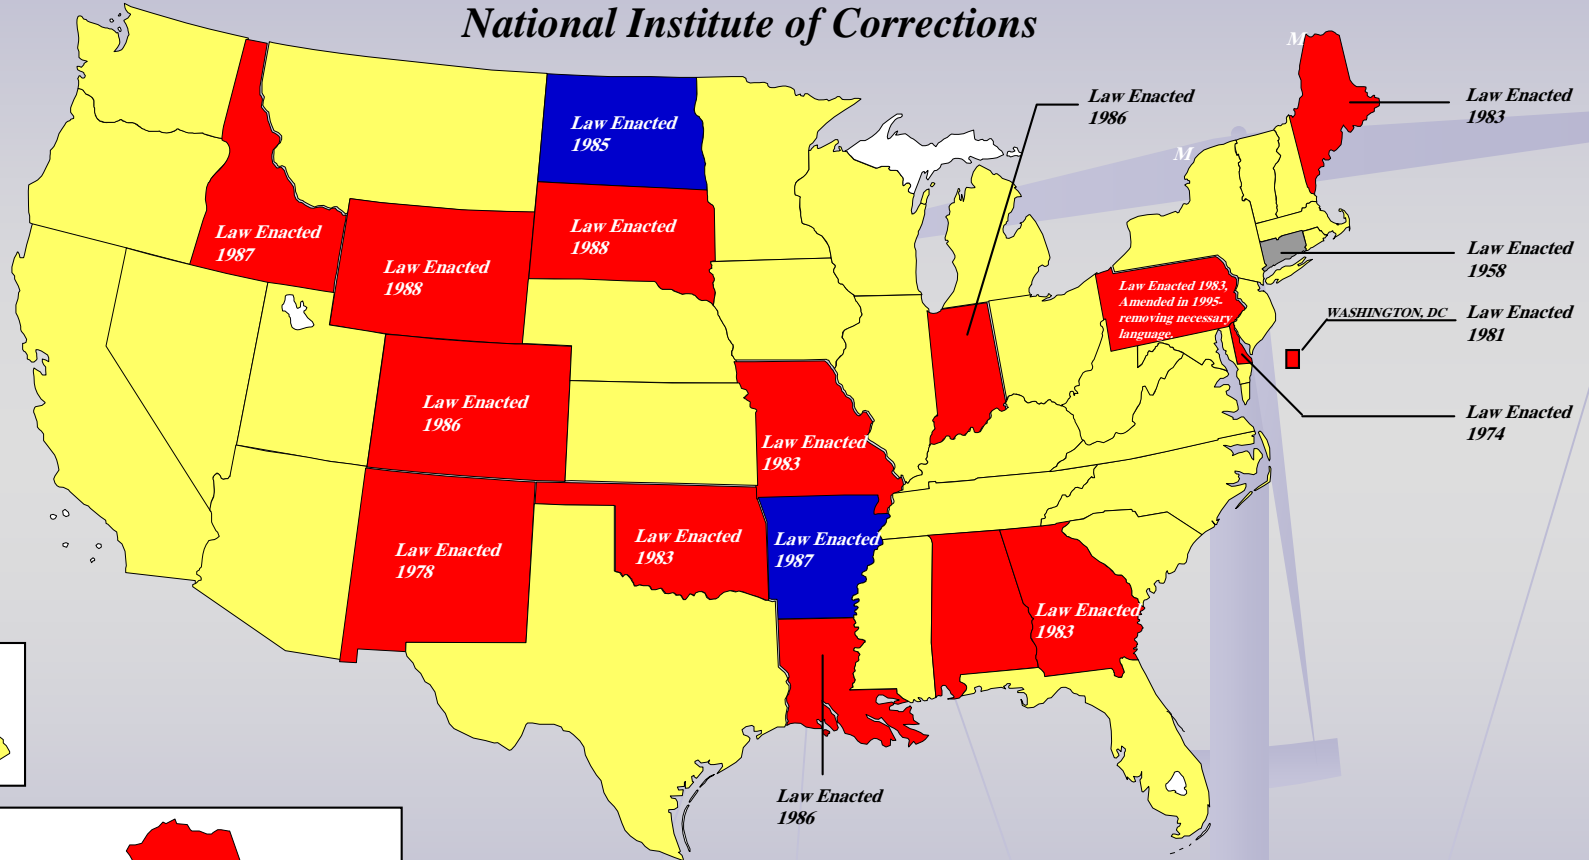 National Institute of Corrections
M
Law Enacted
1986
Law Enacted
1983
Law Enacted
1985
M
Law Enacted
1987
Law Enacted
1988
Law Enacted
1988
Law Enacted
1958
Law Enacted 1983,
Amended in 1995-
removing necessary
language.
WASHINGTON, DC
Law Enacted
1981
Law Enacted
1986
Law Enacted
1974
Law Enacted
1983
Law Enacted
1978
Law Enacted
1983
Law Enacted
1987
Law Enacted
1983
Law Enacted
1986